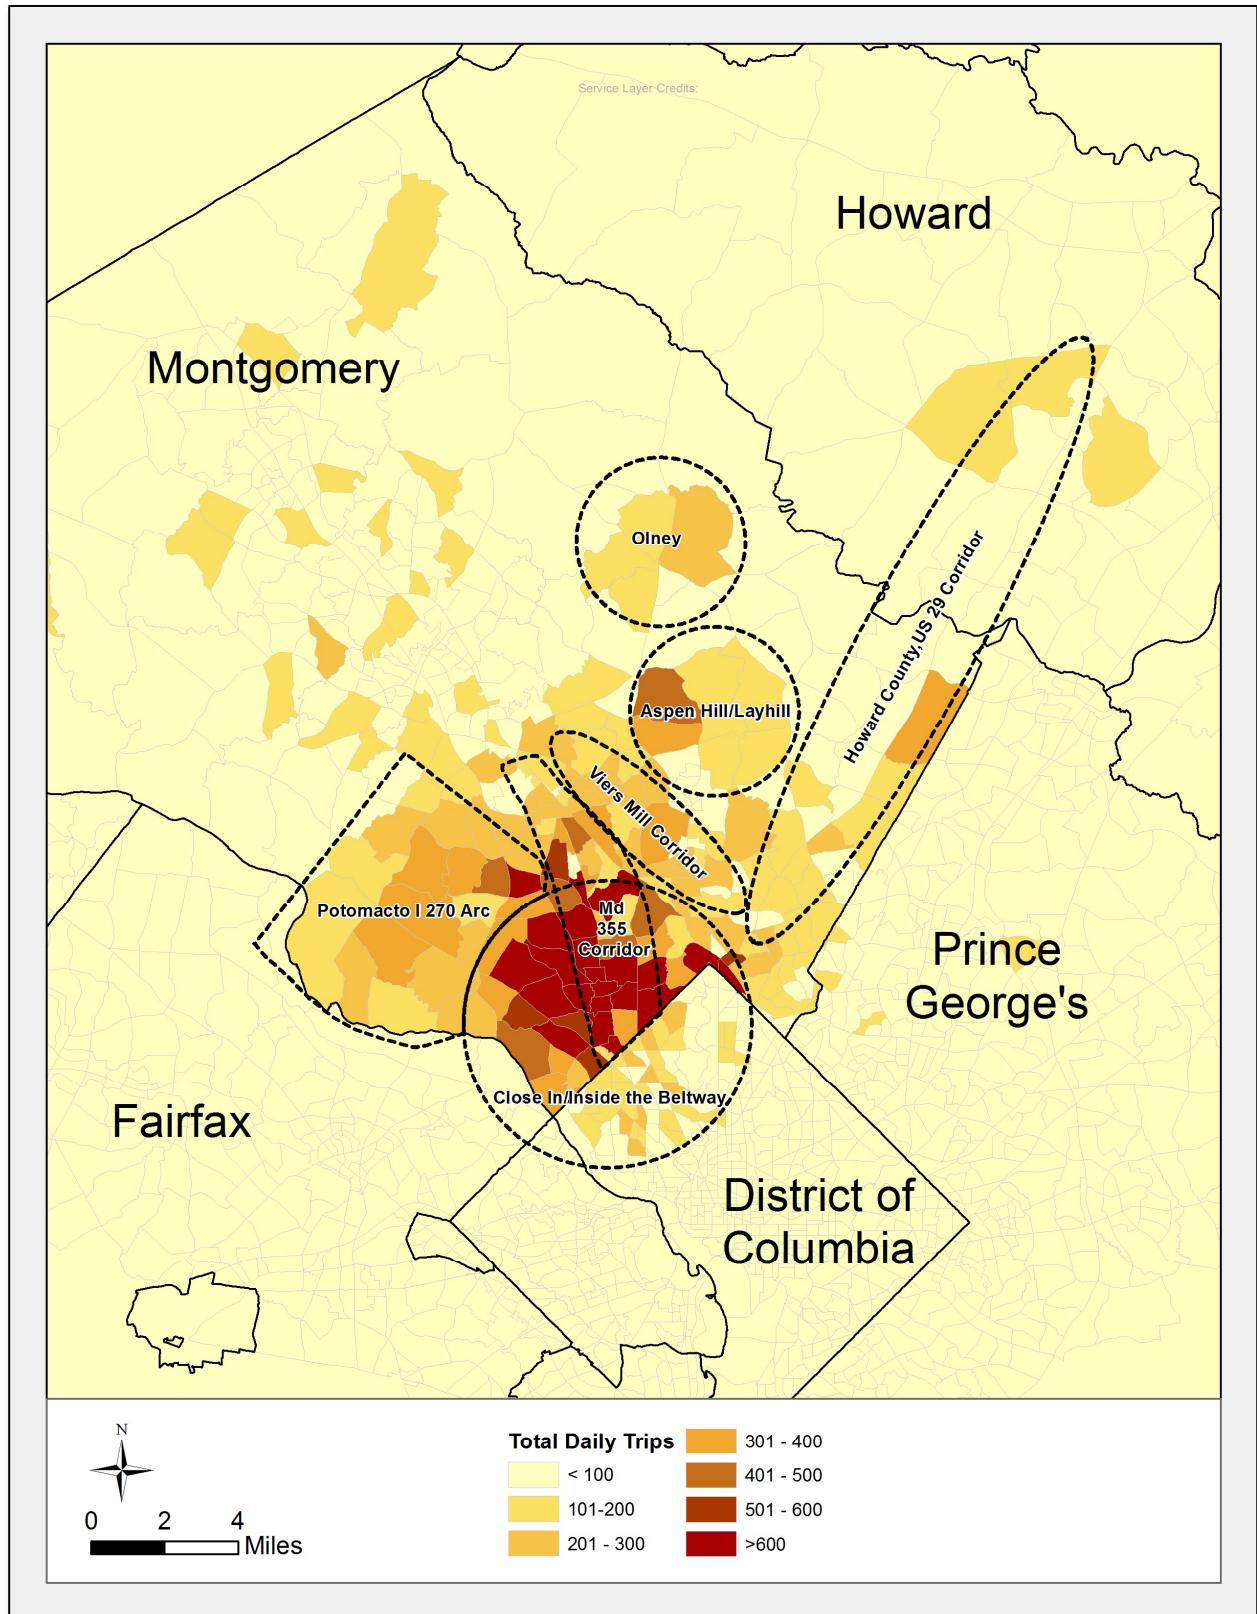 Service Layer Credits:
Howard
Montgomery
Olney
Howard County,US 29 Corridor
Aspen Hill/Layhill
Viers Mill Corridor
Potomacto I 270 Arc
Md
355
Corridor
Prince
George's
Close In/Inside the Beltway
Fairfax
District of
Columbia
N
0 2 4
Miles
Total Daily Trips
< 100
101-200
201 - 300
301 - 400
401 - 500
501 - 600
>600